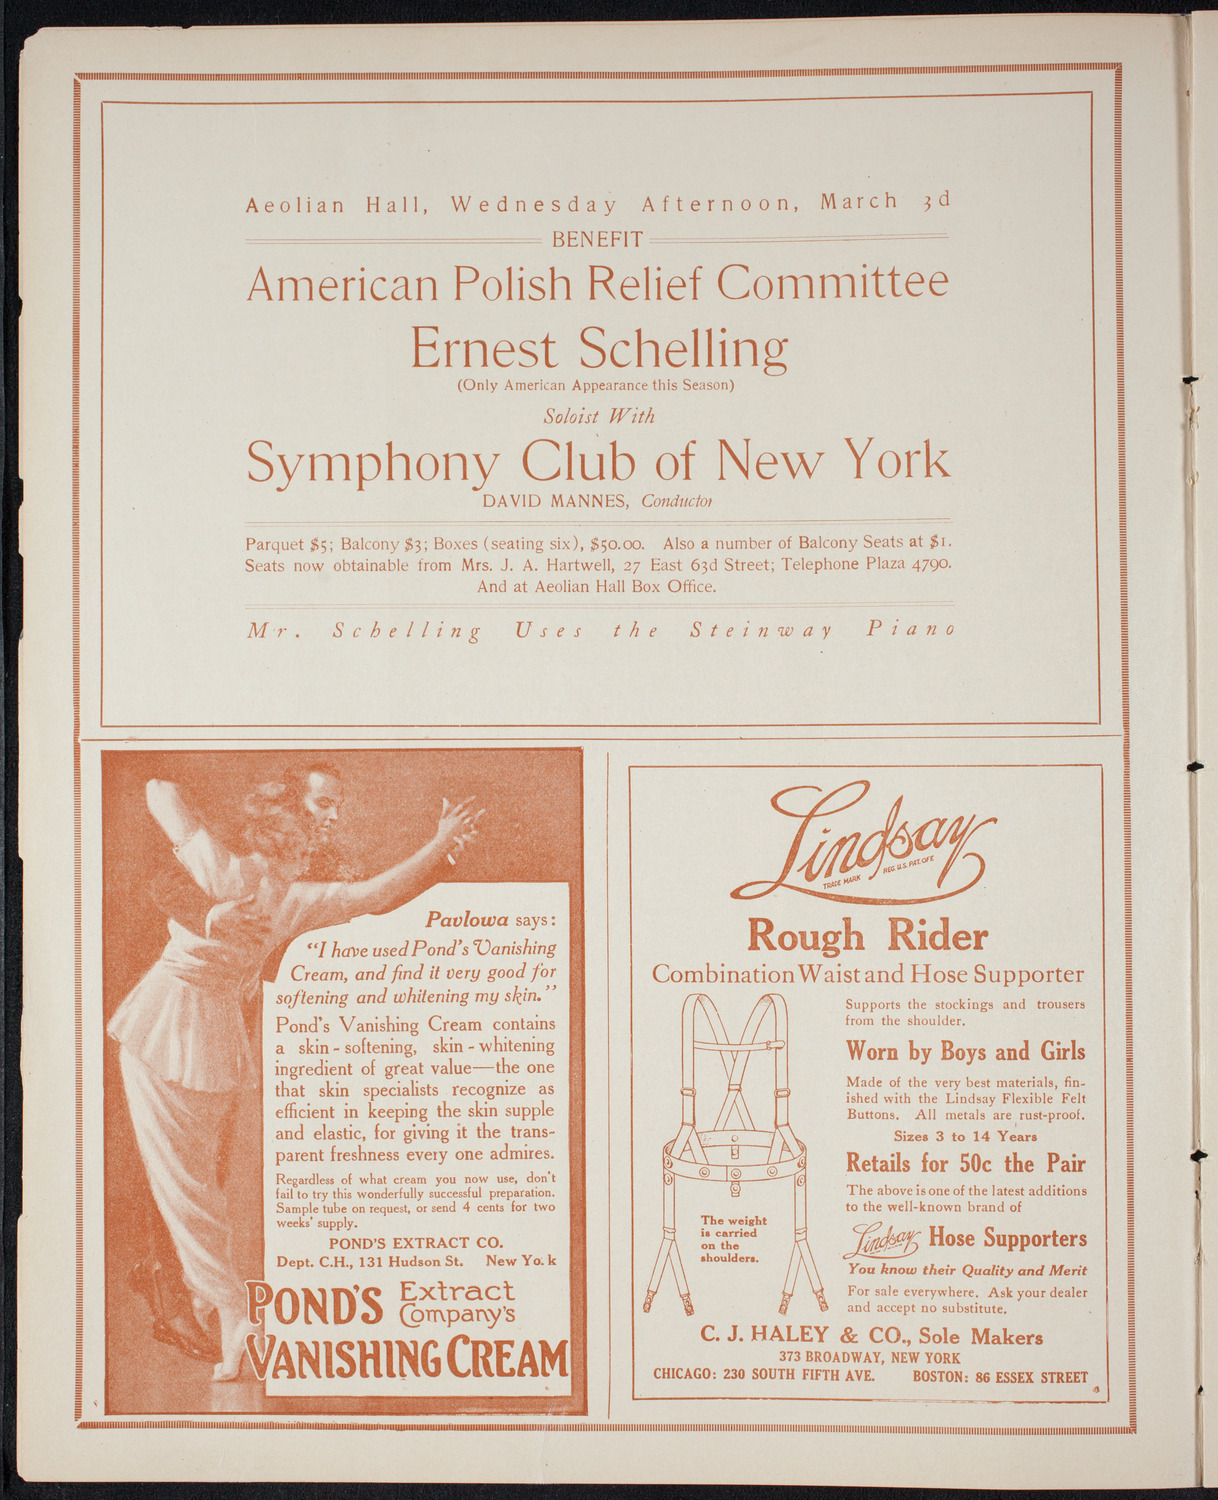 Aeolian Hall, Wednesday Afternoon, March 3d
BENEFIT
American Polish Relief Committee
Ernest Schelling
(Only American Appearance this Season)
Soloist With
Symphony Club of New York
DAVID MANNES, Conductor
Parquet $5; Balcony $3; Boxes (seating six), $50.00. Also a number of Balcony Seats at $1.
Seats now obtainable from Mrs. J. A. Hartwell, 27 East 63d Street; Telephone Plaza 4790.
And at Aeolian Hall Box Office.
Mr. Schelling Uses the Steinway Piano
Pavlowa says:
"I have used Pond's Vanishing
Cream, and find it very good for
softening and whitening my skin."
Pond's Vanishing Cream contains
a skin-softening, skin-whitening
ingredient of great value—the one
that skin specialists recognize as
efficient in keeping the skin supple
and elastic, for giving it the trans-
parent freshness every one admires.
Regardless of what cream you now use, don't
fail to try this wonderfully successful preparation.
Sample tube on request, or send 4 cents for two
weeks' supply.
POND'S EXTRACT CO.
Dept. C.H., 131 Hudson St. New Yo.k
POND'S Extract
Company's
VANISHING CREAM
Lindsay
TRADE MARK REG. U.S. PAT. OFF.
Rough Rider
Combination Waist and Hose Supporter
Supports the stockings and trousers
from the shoulder.
Worn by Boys and Girls
Made of the very best materials, fin-
ished with the Lindsay Flexible Felt
Buttons. All metals are rust-proof.
Sizes 3 to 14 Years
Retails for 50c the Pair
The above is one of the latest additions
to the well-known brand of
Lindsay Hose Supporters
You know their Quality and Merit
For sale everywhere. Ask your dealer
and accept no substitute.
The weight
is carried
on the
shoulders.
C. J. HALEY & CO., Sole Makers
373 BROADWAY, NEW YORK
CHICAGO: 230 SOUTH FIFTH AVE. BOSTON: 86 ESSEX STREET